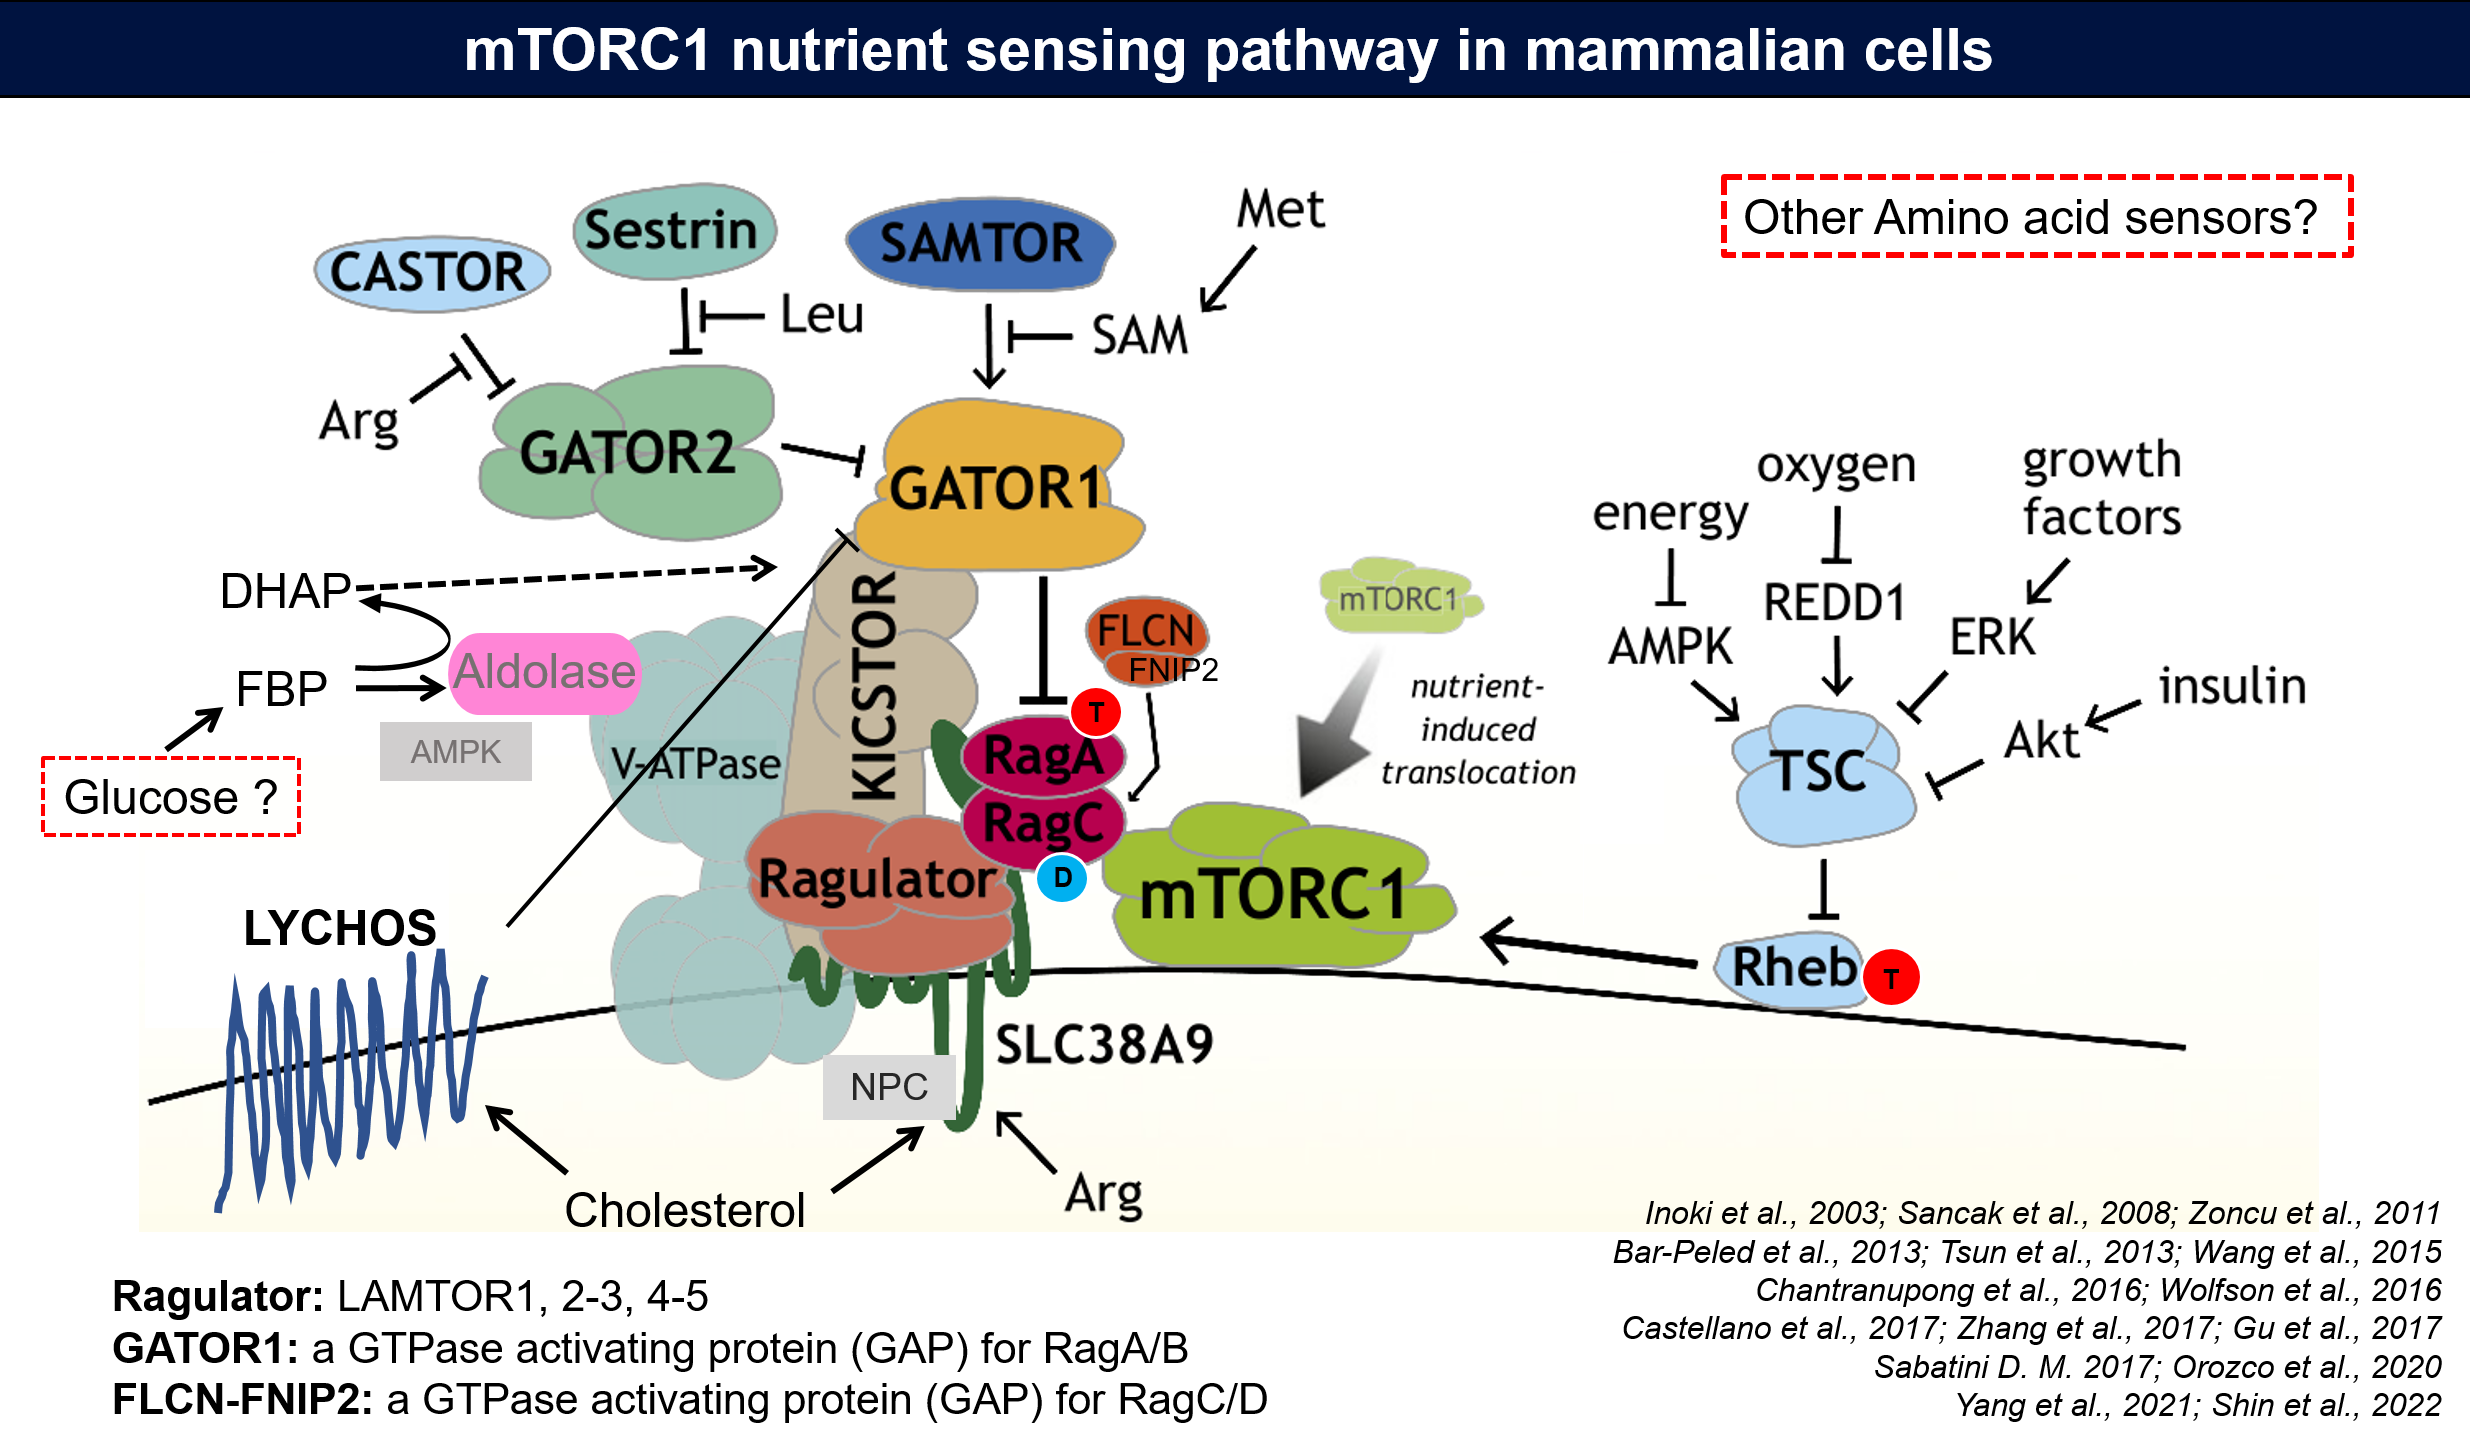 mTORC1 nutrient sensing pathway in mammalian cells
Other Amino acid sensors?
CASTOR
Sestrin
SAMTOR
Met
Leu
SAM
Arg
GATOR2
GATOR1
DHAP
FBP
Aldolase
AMPK
Glucose ?
V-ATPase
KICSTOR
FLCN
FNIP2
T
RagA
RagC
D
Ragulator
mTORC1
nutrient-
induced
translocation
mTORC1
energy
oxygen
growth
factors
AMPK
REDD1
ERK
insulin
Akt
TSC
Rheb
T
LYCHOS
NPC
SLC38A9
Cholesterol
Arg
Ragulator: LAMTOR1, 2-3, 4-5
GATOR1: a GTPase activating protein (GAP) for RagA/B
FLCN-FNIP2: a GTPase activating protein (GAP) for RagC/D
Inoki et al., 2003; Sancak et al., 2008; Zoncu et al., 2011
Bar-Peled et al., 2013; Tsun et al., 2013; Wang et al., 2015
Chantranupong et al., 2016; Wolfson et al., 2016
Castellano et al., 2017; Zhang et al., 2017; Gu et al., 2017
Sabatini D. M. 2017; Orozco et al., 2020
Yang et al., 2021; Shin et al., 2022